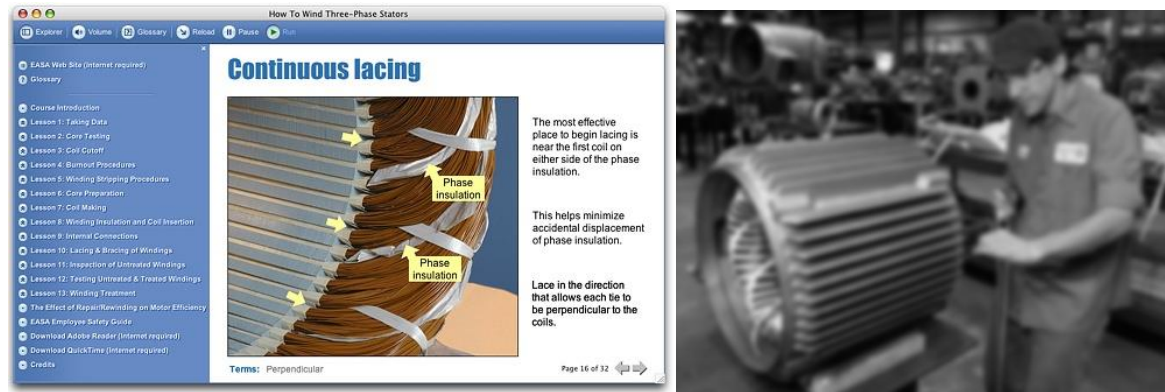 How To Wind Three-Phase Stators
Explorer
Volume
Glossary
Reload
Pause
Run
EASA Web Site (Internet required)
Glossary
Course Introduction
Lesson 1: Taking Data
Lesson 2: Core Testing
Lesson 3: Coil Cutoff
Lesson 4: Burnout Procedures
Lesson 5: Winding Stripping Procedures
Lesson 6: Core Preparation
Lesson 7: Coil Making
Lesson 8: Winding Insulation and Coil Insertion
Lesson 9: Internal Connections
Lesson 10: Lacing & Bracing of Windings
Lesson 11: Inspection of Untreated Windings
Lesson 12: Testing Untreated & Treated Windings
Lesson 13: Winding Treatment
The Effect of Repair/Rewinding on Motor Efficiency
EASA Employee Safety Guide
Download Adobe Reader (Internet required)
Download QuickTime (Internet required)
Credits
Continuous lacing
Phase
insulation
Phase
insulation
The most effective
place to begin lacing is
near the first coil on
either side of the phase
insulation.
This helps minimize
accidental displacement
of phase insulation.
Lace in the direction
that allows each tie to
be perpendicular to the
coils.
Terms: Perpendicular
Page 16 of 32